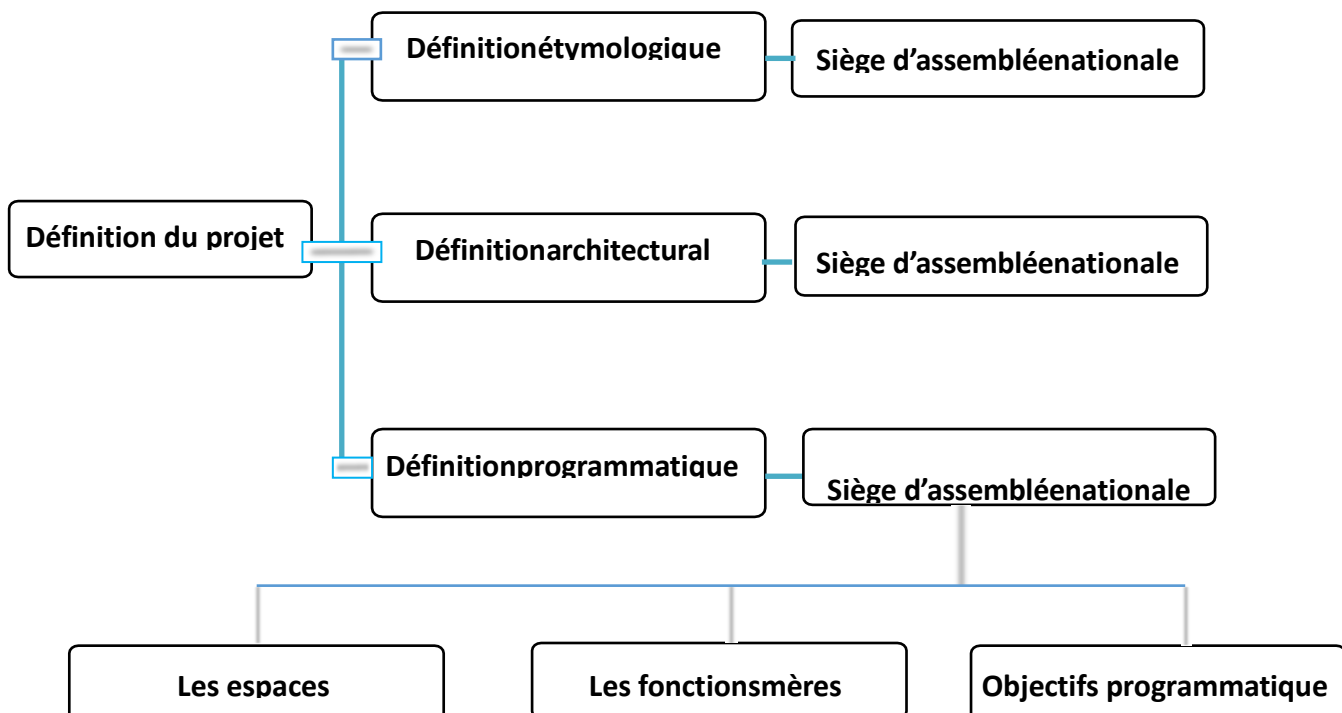 Définitionétymologique
Siège d’assembléenationale
Définition du projet
Définitionarchitectural
Siège d’assembléenationale
Définitionprogrammatique
Siège d’assembléenationale
Les espaces
Les fonctionsmères
Objectifs programmatique